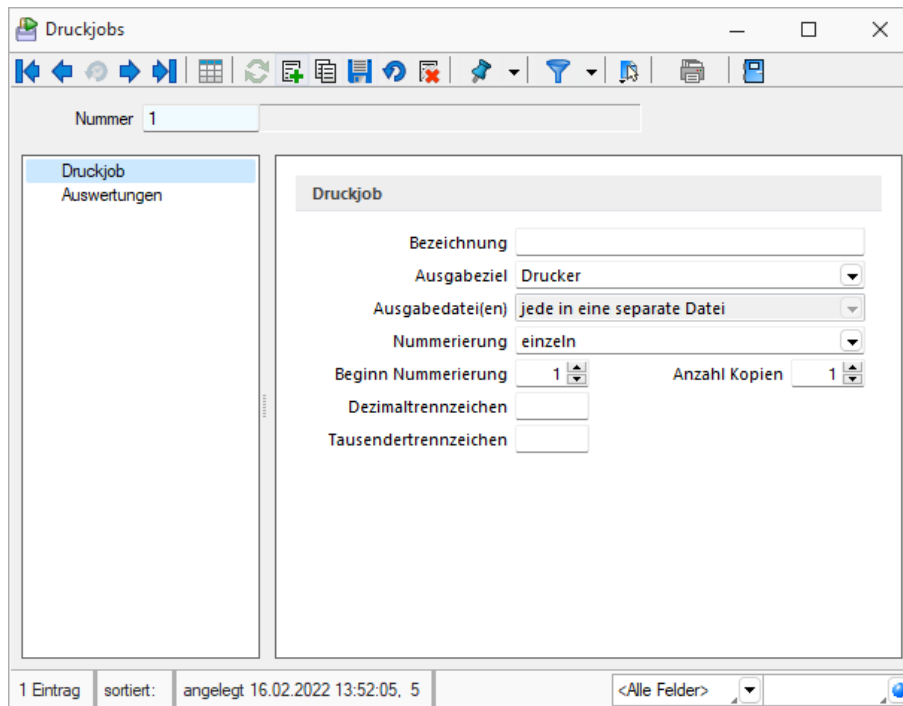 Druckjobs
Nummer 1
Druckjob
Auswertungen
Druckjob
Bezeichnung
Ausgabeziel Drucker
Ausgabedatei(en) jede in eine separate Datei
Nummerierung einzeln
Beginn Nummerierung 1 Anzahl Kopien 1
Dezimaltrennzeichen
Tausendertrennzeichen
1 Eintrag sortiert: angelegt 16.02.2022 13:52:05, 5 <Alle Felder>